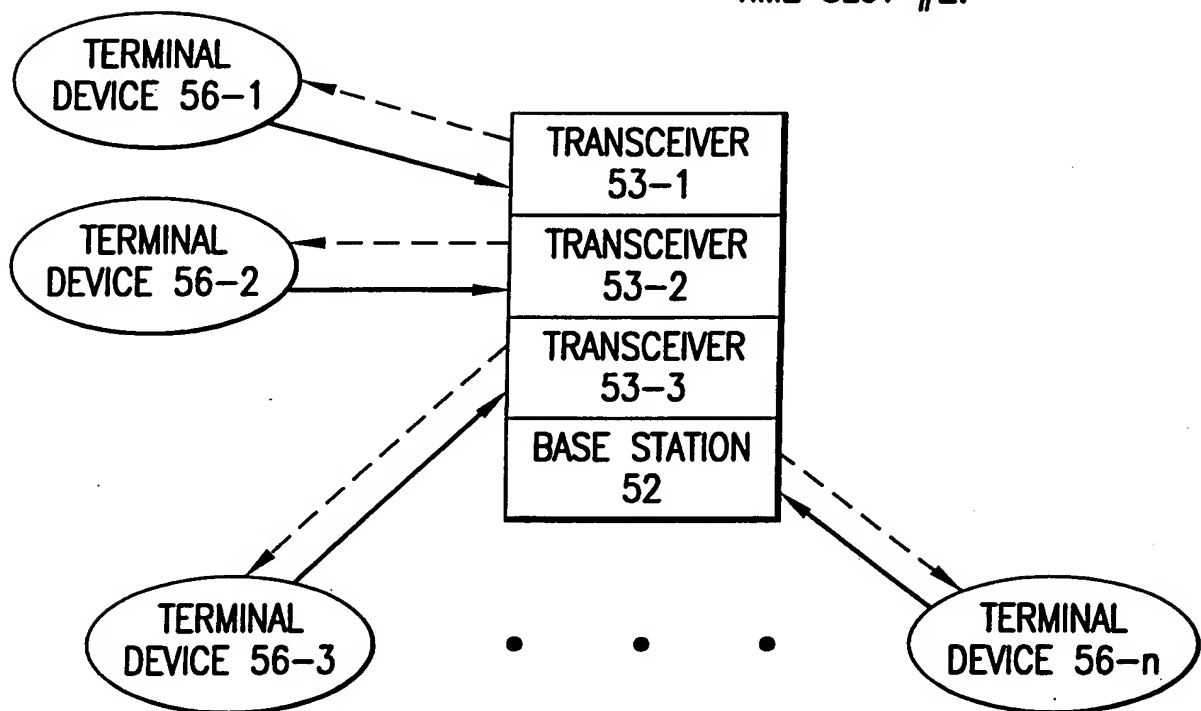 TERMINAL
DEVICE 56-1
TRANSCEIVER
53-1
TERMINAL
DEVICE 56-2
TRANSCEIVER
53-2
TRANSCEIVER
53-3
BASE STATION
52
TERMINAL
DEVICE 56-3
TERMINAL
DEVICE 56-n